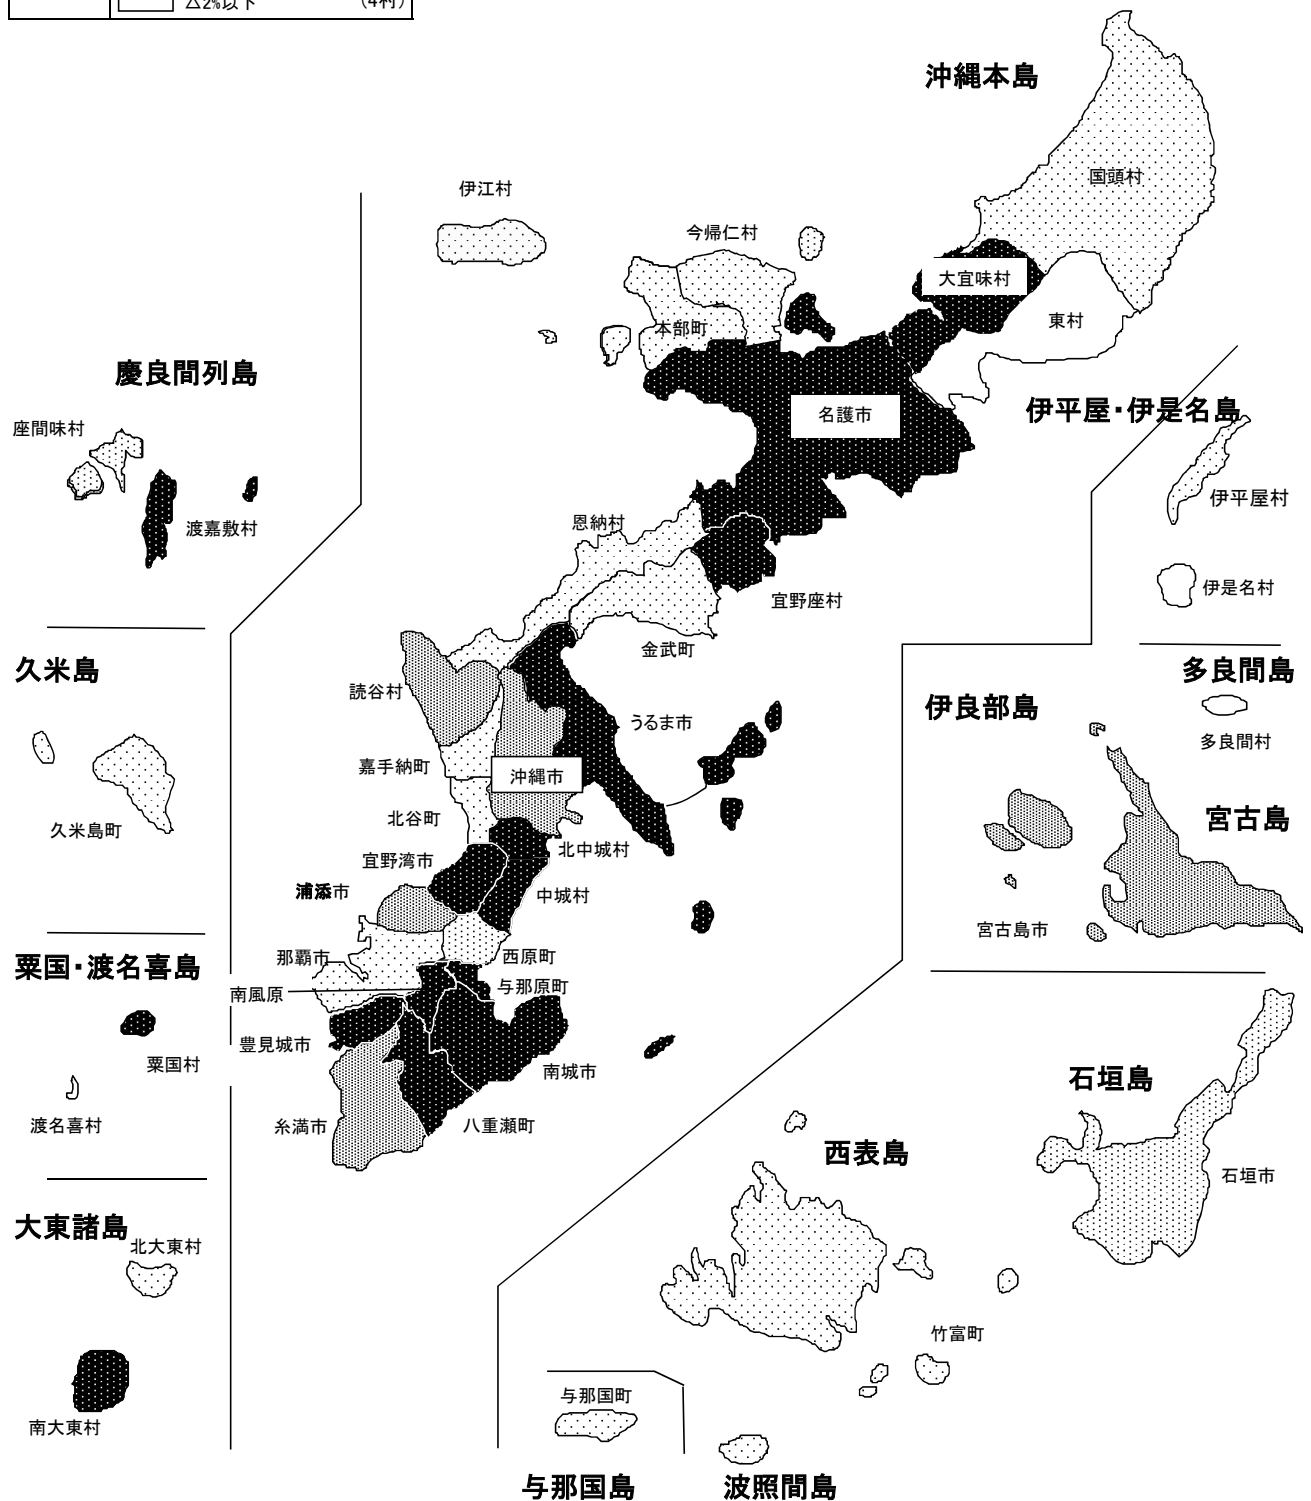 △2%以下 (4村)
沖縄本島
国頭村
伊江村
今帰仁村
大宜味村
本部町
東村
慶良間列島
名護市
伊平屋・伊是名島
座間味村
伊平屋村
渡嘉敷村
恩納村
伊是名村
宜野座村
金武町
久米島
多良間島
読谷村
伊良部島
うるま市
多良間村
嘉手納町
沖縄市
北谷町
宮古島
久米島町
北中城村
宜野湾市
浦添市
中城村
宮古島市
那覇市
西原町
粟国・渡名喜島
与那原町
南風原
豊見城市
粟国村
南城市
石垣島
渡名喜村
糸満市
八重瀬町
西表島
石垣市
大東諸島
北大東村
竹富町
与那国町
南大東村
与那国島
波照間島